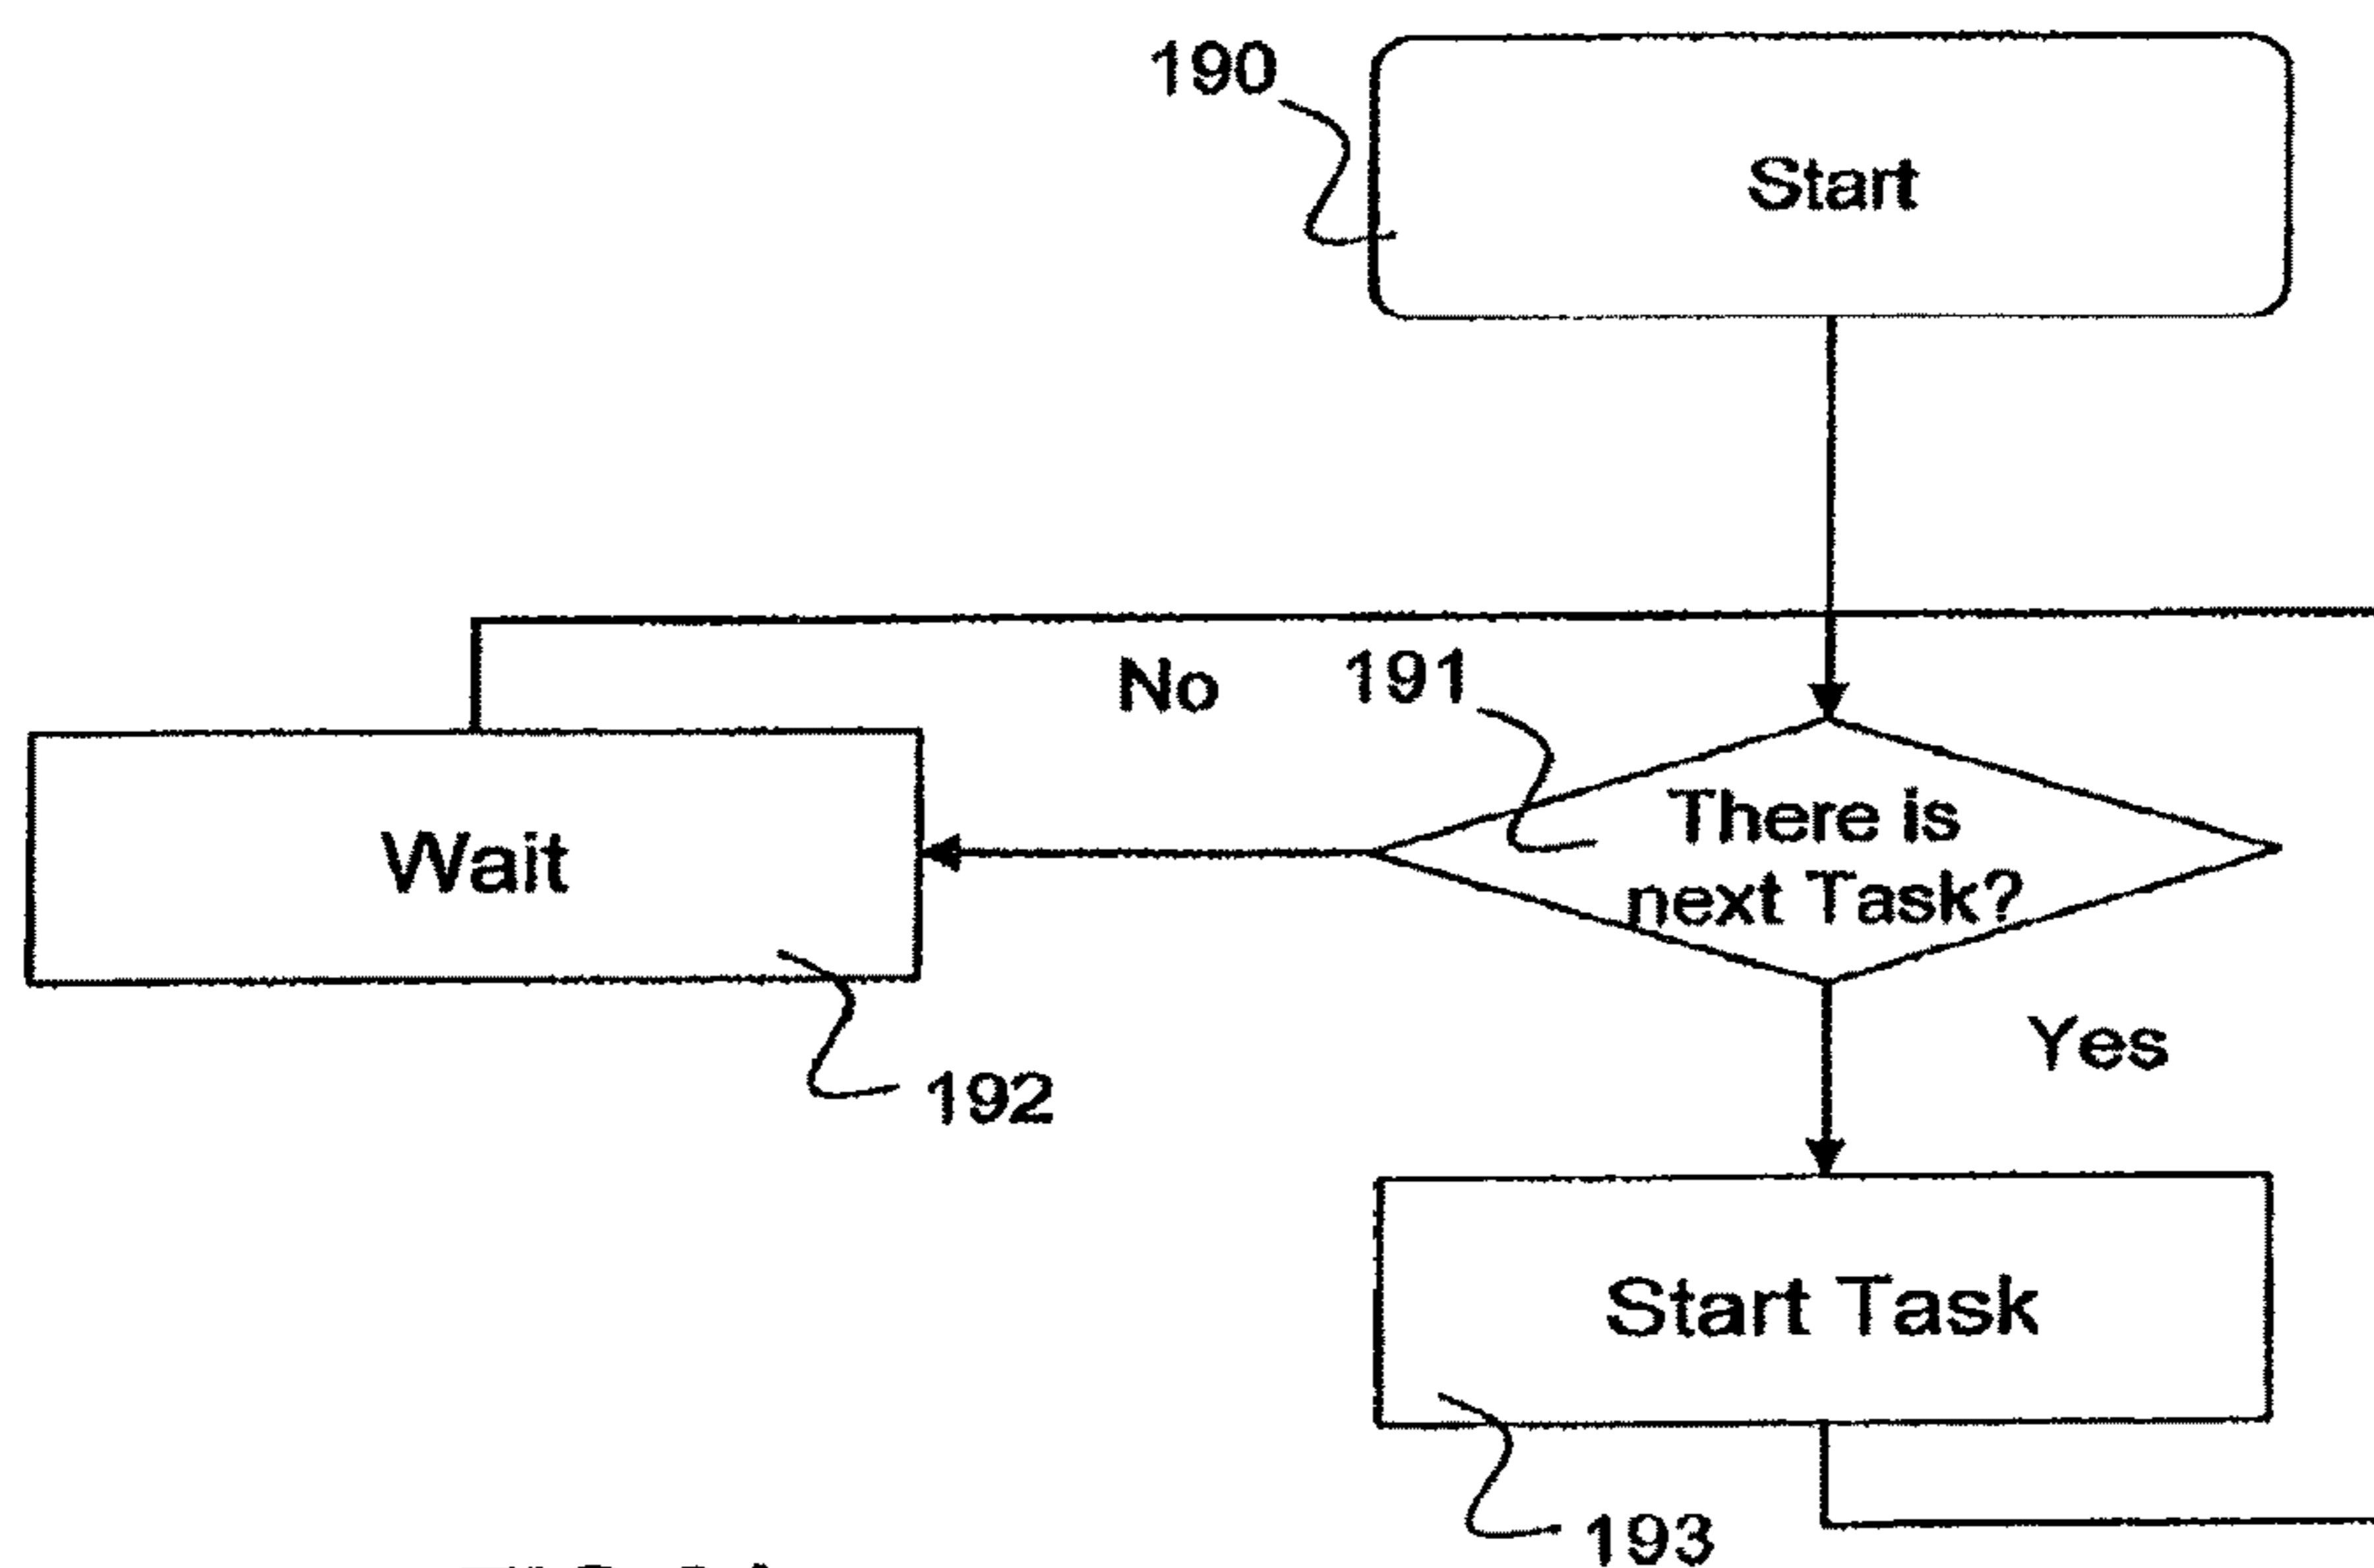 190
Start
No
191
There is
next Task?
Wait
Yes
192
Start Task
193